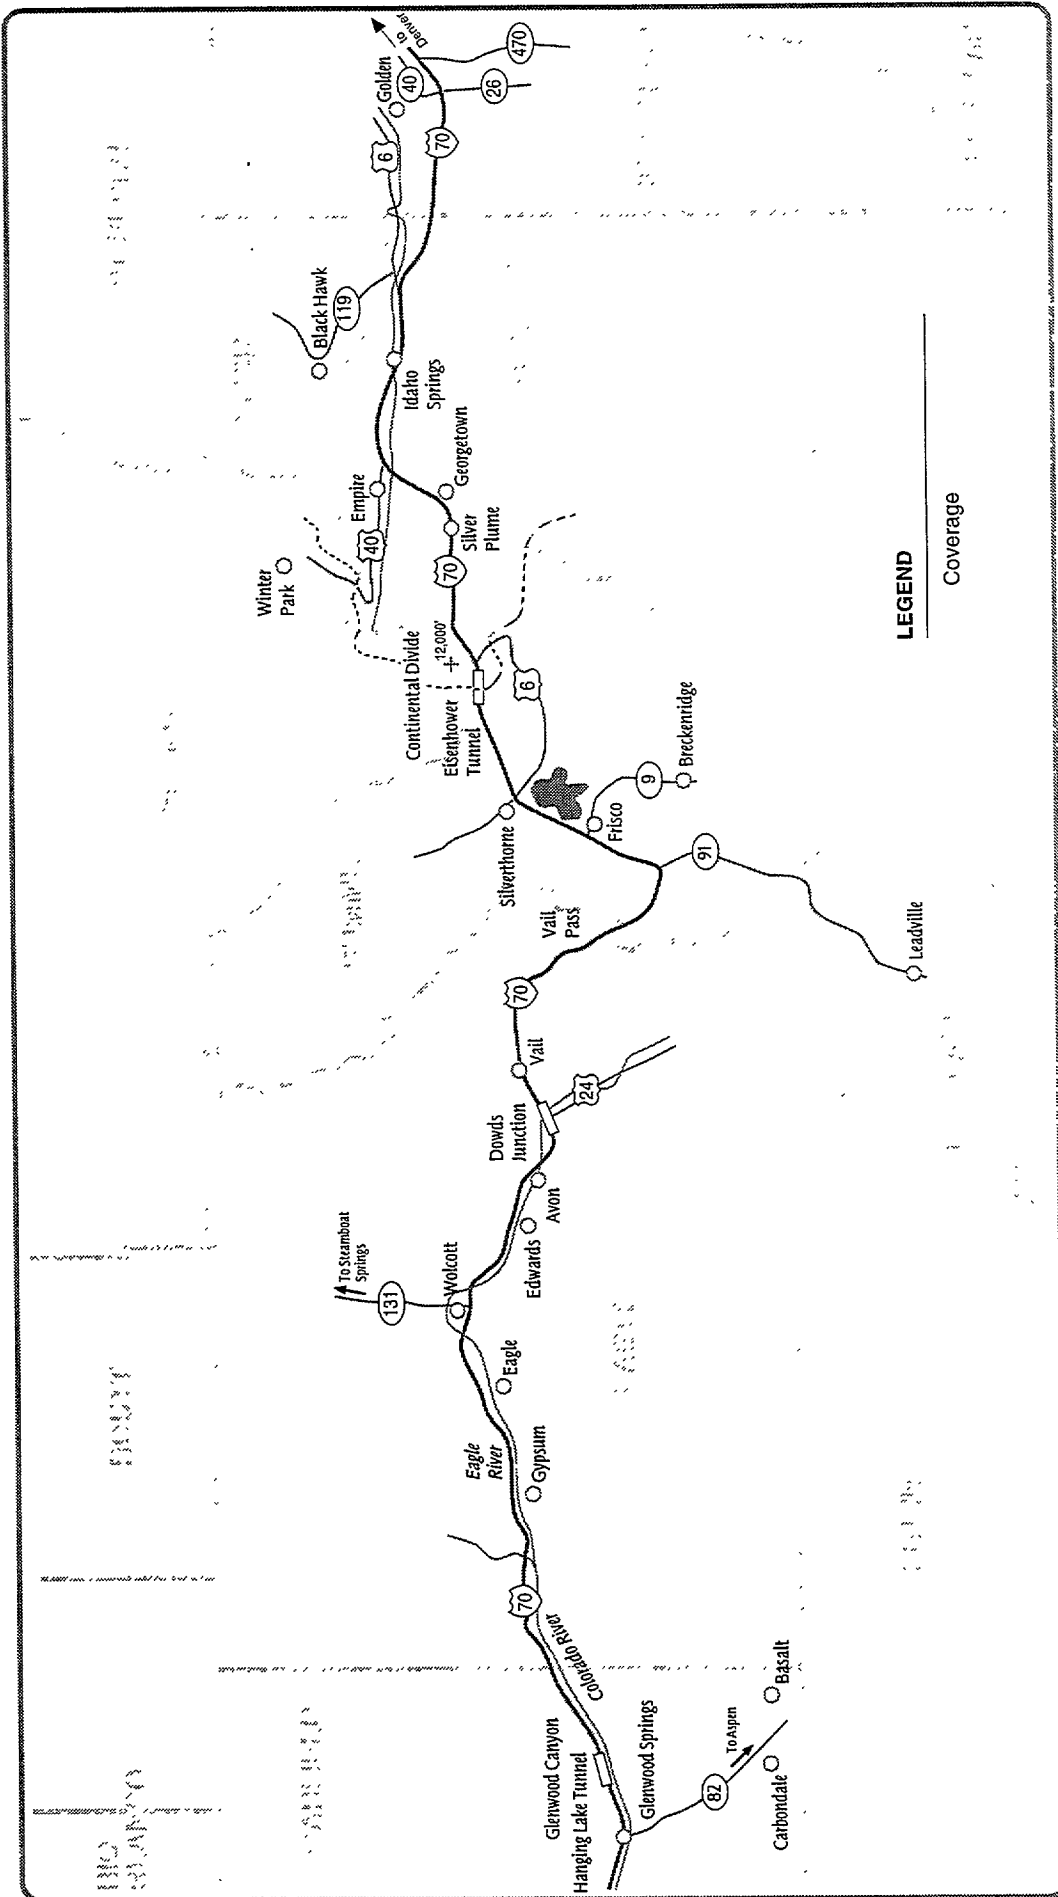 Glenwood Canyon
Hanging Lake Tunnel
Glenwood Springs
82
To Aspen
Carbondale
Basalt
Colorado River
70
Eagle
River
Gypsum
Eagle
131
To Steamboat
Springs
Wolcott
Edwards
Avon
Dowds
Junction
24
Vail
70
Vail
Pass
Leadville
91
Silverthorne
Frisco
9
Breckenridge
Continental Divide
Eisenhower
Tunnel
12,000'
6
Winter
Park
40
Empire
70
Silver
Plume
Georgetown
Idaho
Springs
Black Hawk
119
6
70
Golden
40
26
470
to
Denver
LEGEND
Coverage